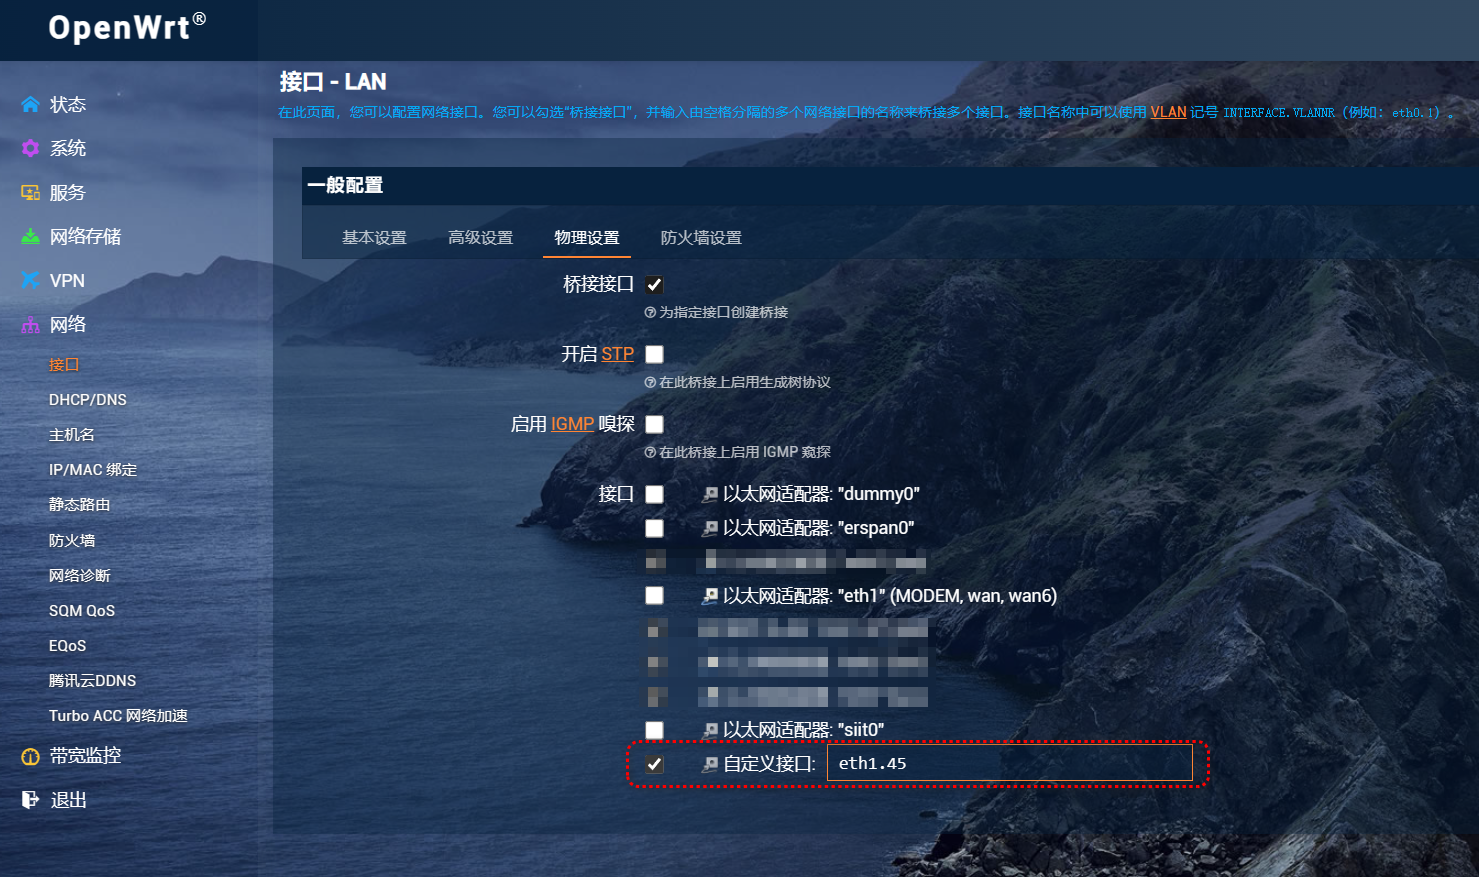 OpenWrt®
状态
系统
服务
网络存储
VPN
网络
接口
DHCP/DNS
主机名
IP/MAC 绑定
静态路由
防火墙
网络诊断
SQM QoS
EQoS
腾讯云DDNS
Turbo ACC 网络加速
带宽监控
退出
接口 - LAN
在此页面，您可以配置网络接口。您可以勾选“桥接接口”，并输入由空格分隔的多个网络接口的名称来桥接多个接口。接口名称中可以使用 VLAN 记号 INTERFACE.VLANNR（例如：eth0.1）。
一般配置
基本设置 高级设置 物理设置 防火墙设置
桥接接口
为指定接口创建桥接
开启 STP
在此桥接上启用生成树协议
启用 IGMP 嗅探
在此桥接上启用 IGMP 窥探
接口 以太网适配器: "dummy0"
以太网适配器: "erspan0"
以太网适配器: "eth1" (MODEM, wan, wan6)
以太网适配器: "siit0"
自定义接口: eth1.45